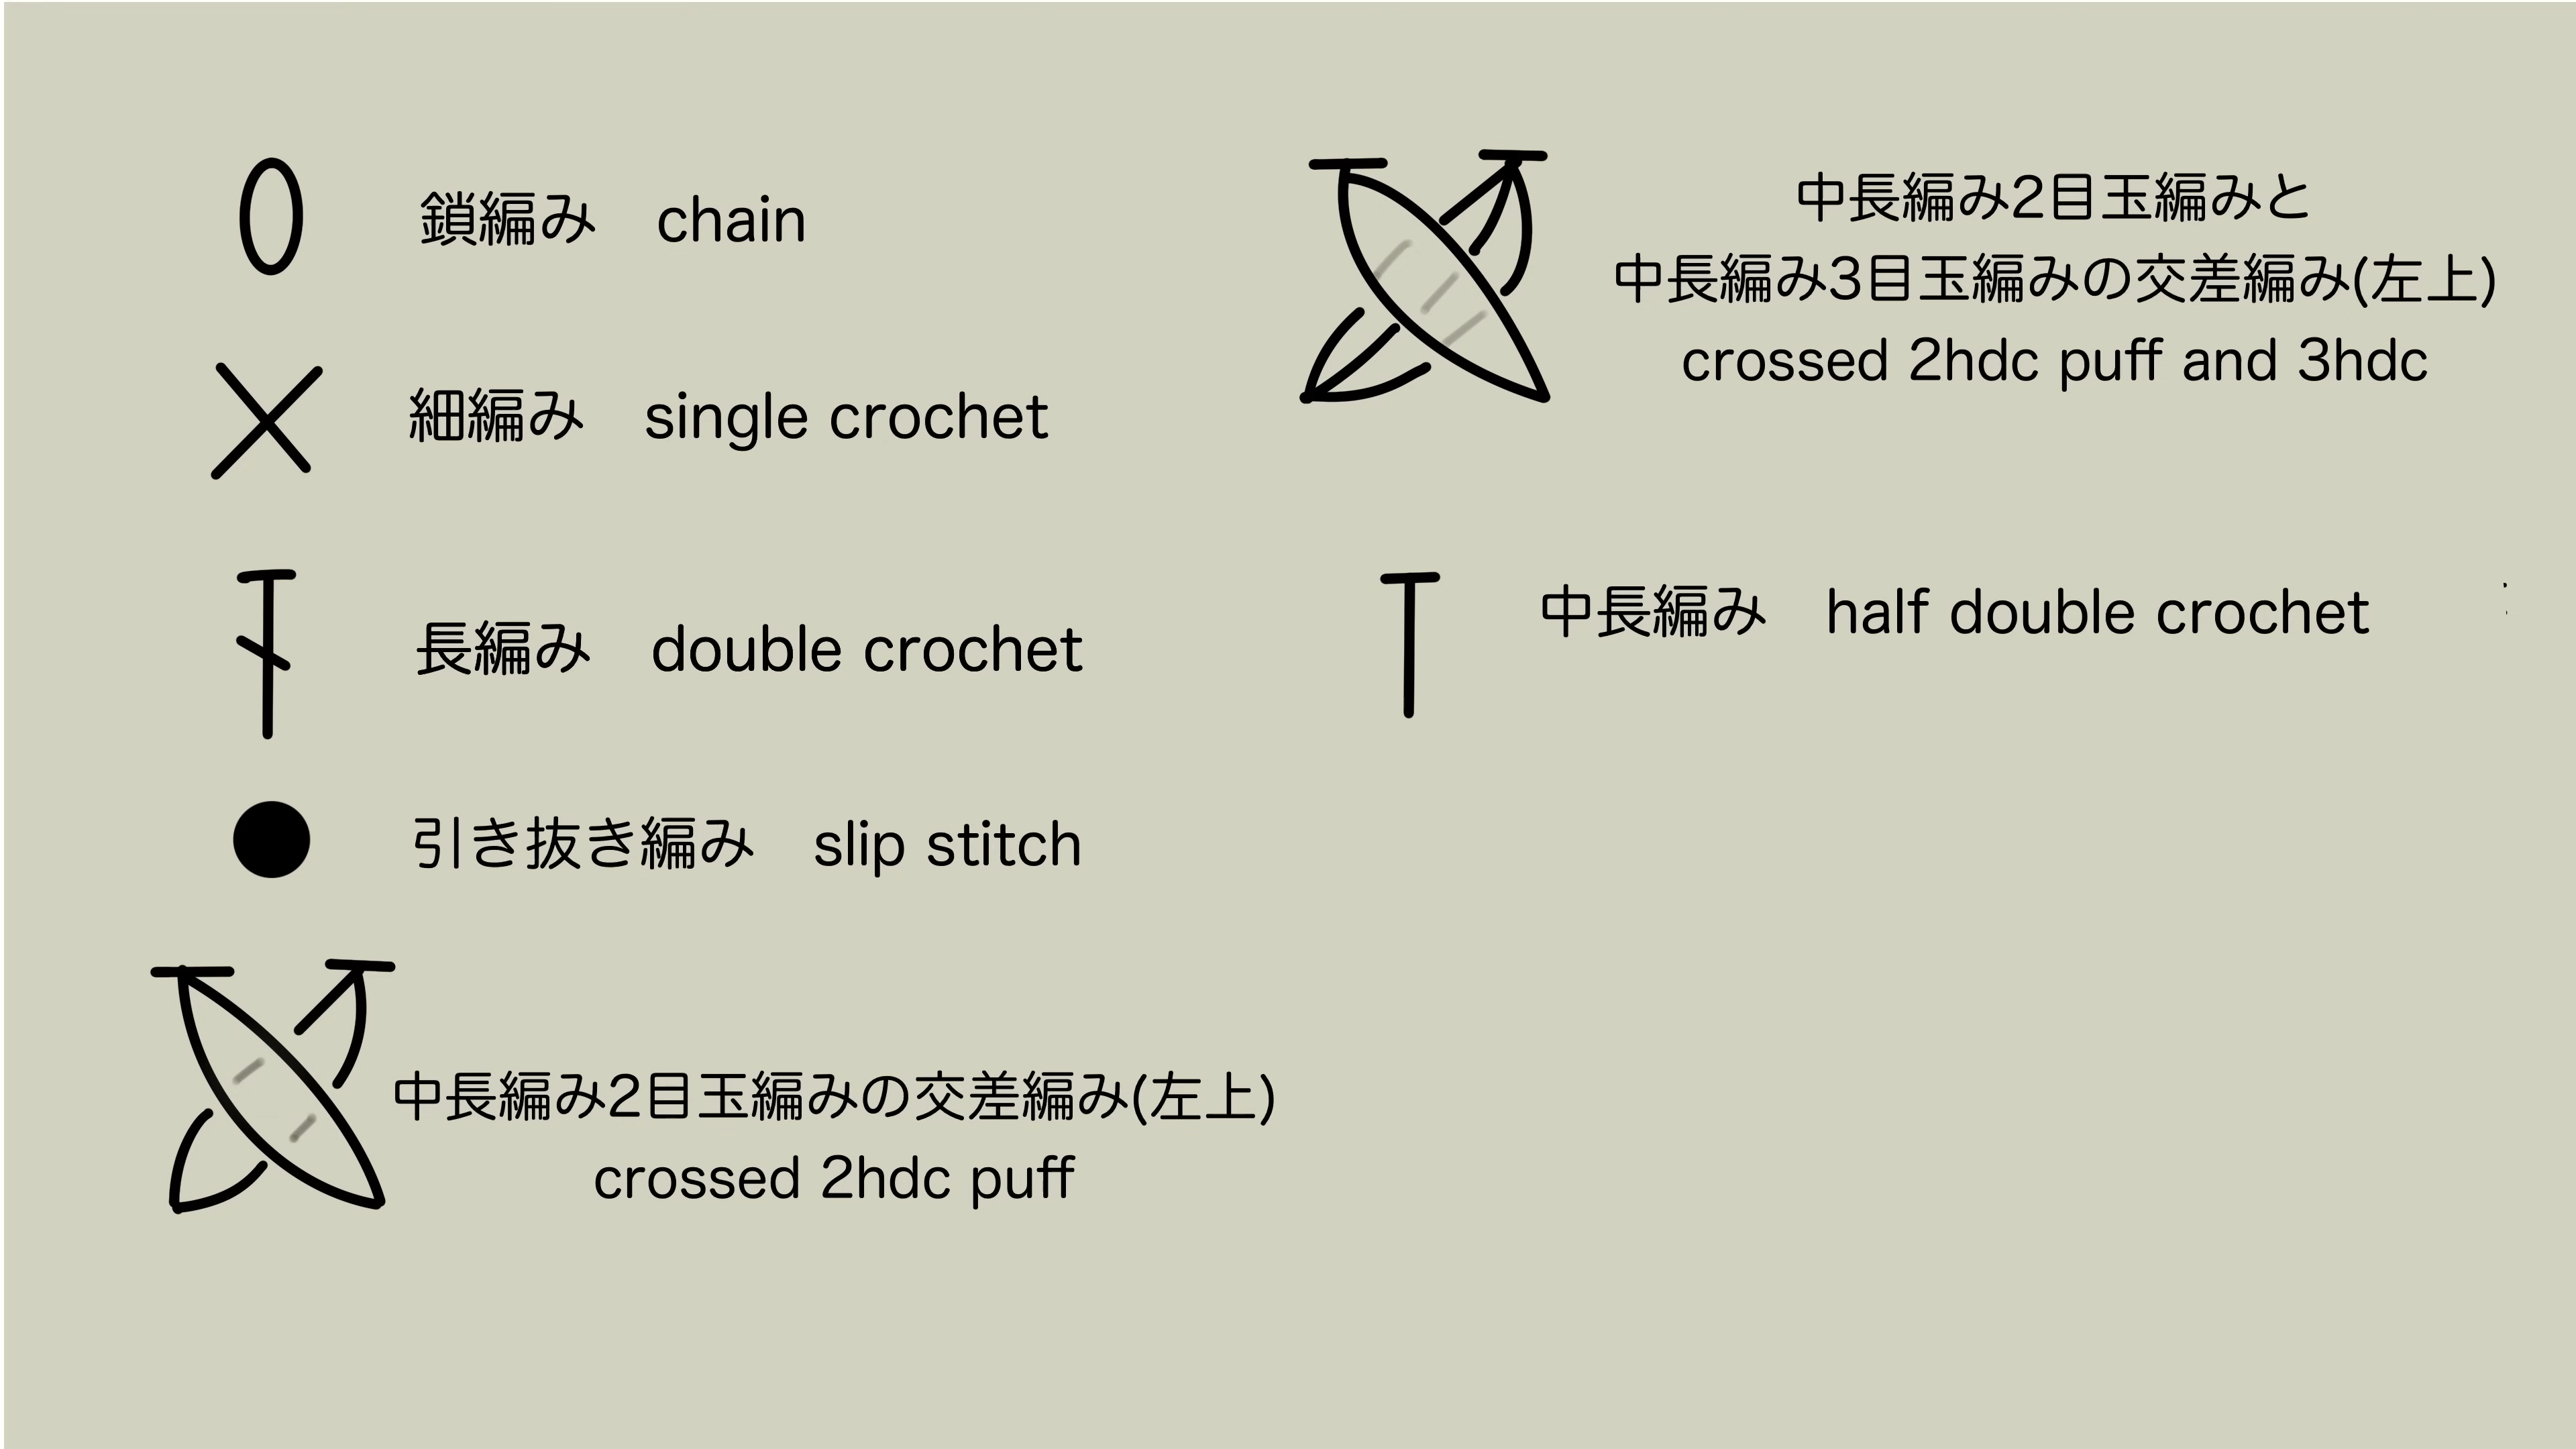 鎖編み　chain
細編み　single crochet
長編み　double crochet
引き抜き編み　slip stitch
中長編み2目玉編みの交差編み(左上)
crossed 2hdc puff
中長編み2目玉編みと
中長編み3目玉編みの交差編み(左上)
crossed 2hdc puff and 3hdc
中長編み　half double crochet